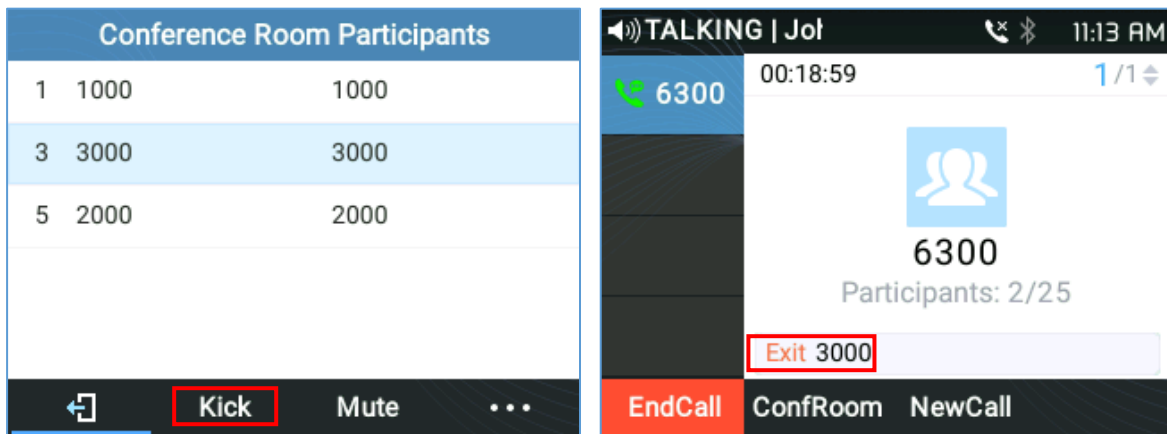 Conference Room Participants
1 1000 1000
3 3000 3000
5 2000 2000
Kick Mute ...
TALKING | Joł 11:13 AM
6300
00:18:59 1/1
6300
Participants: 2/25
Exit 3000
EndCall ConfRoom NewCall